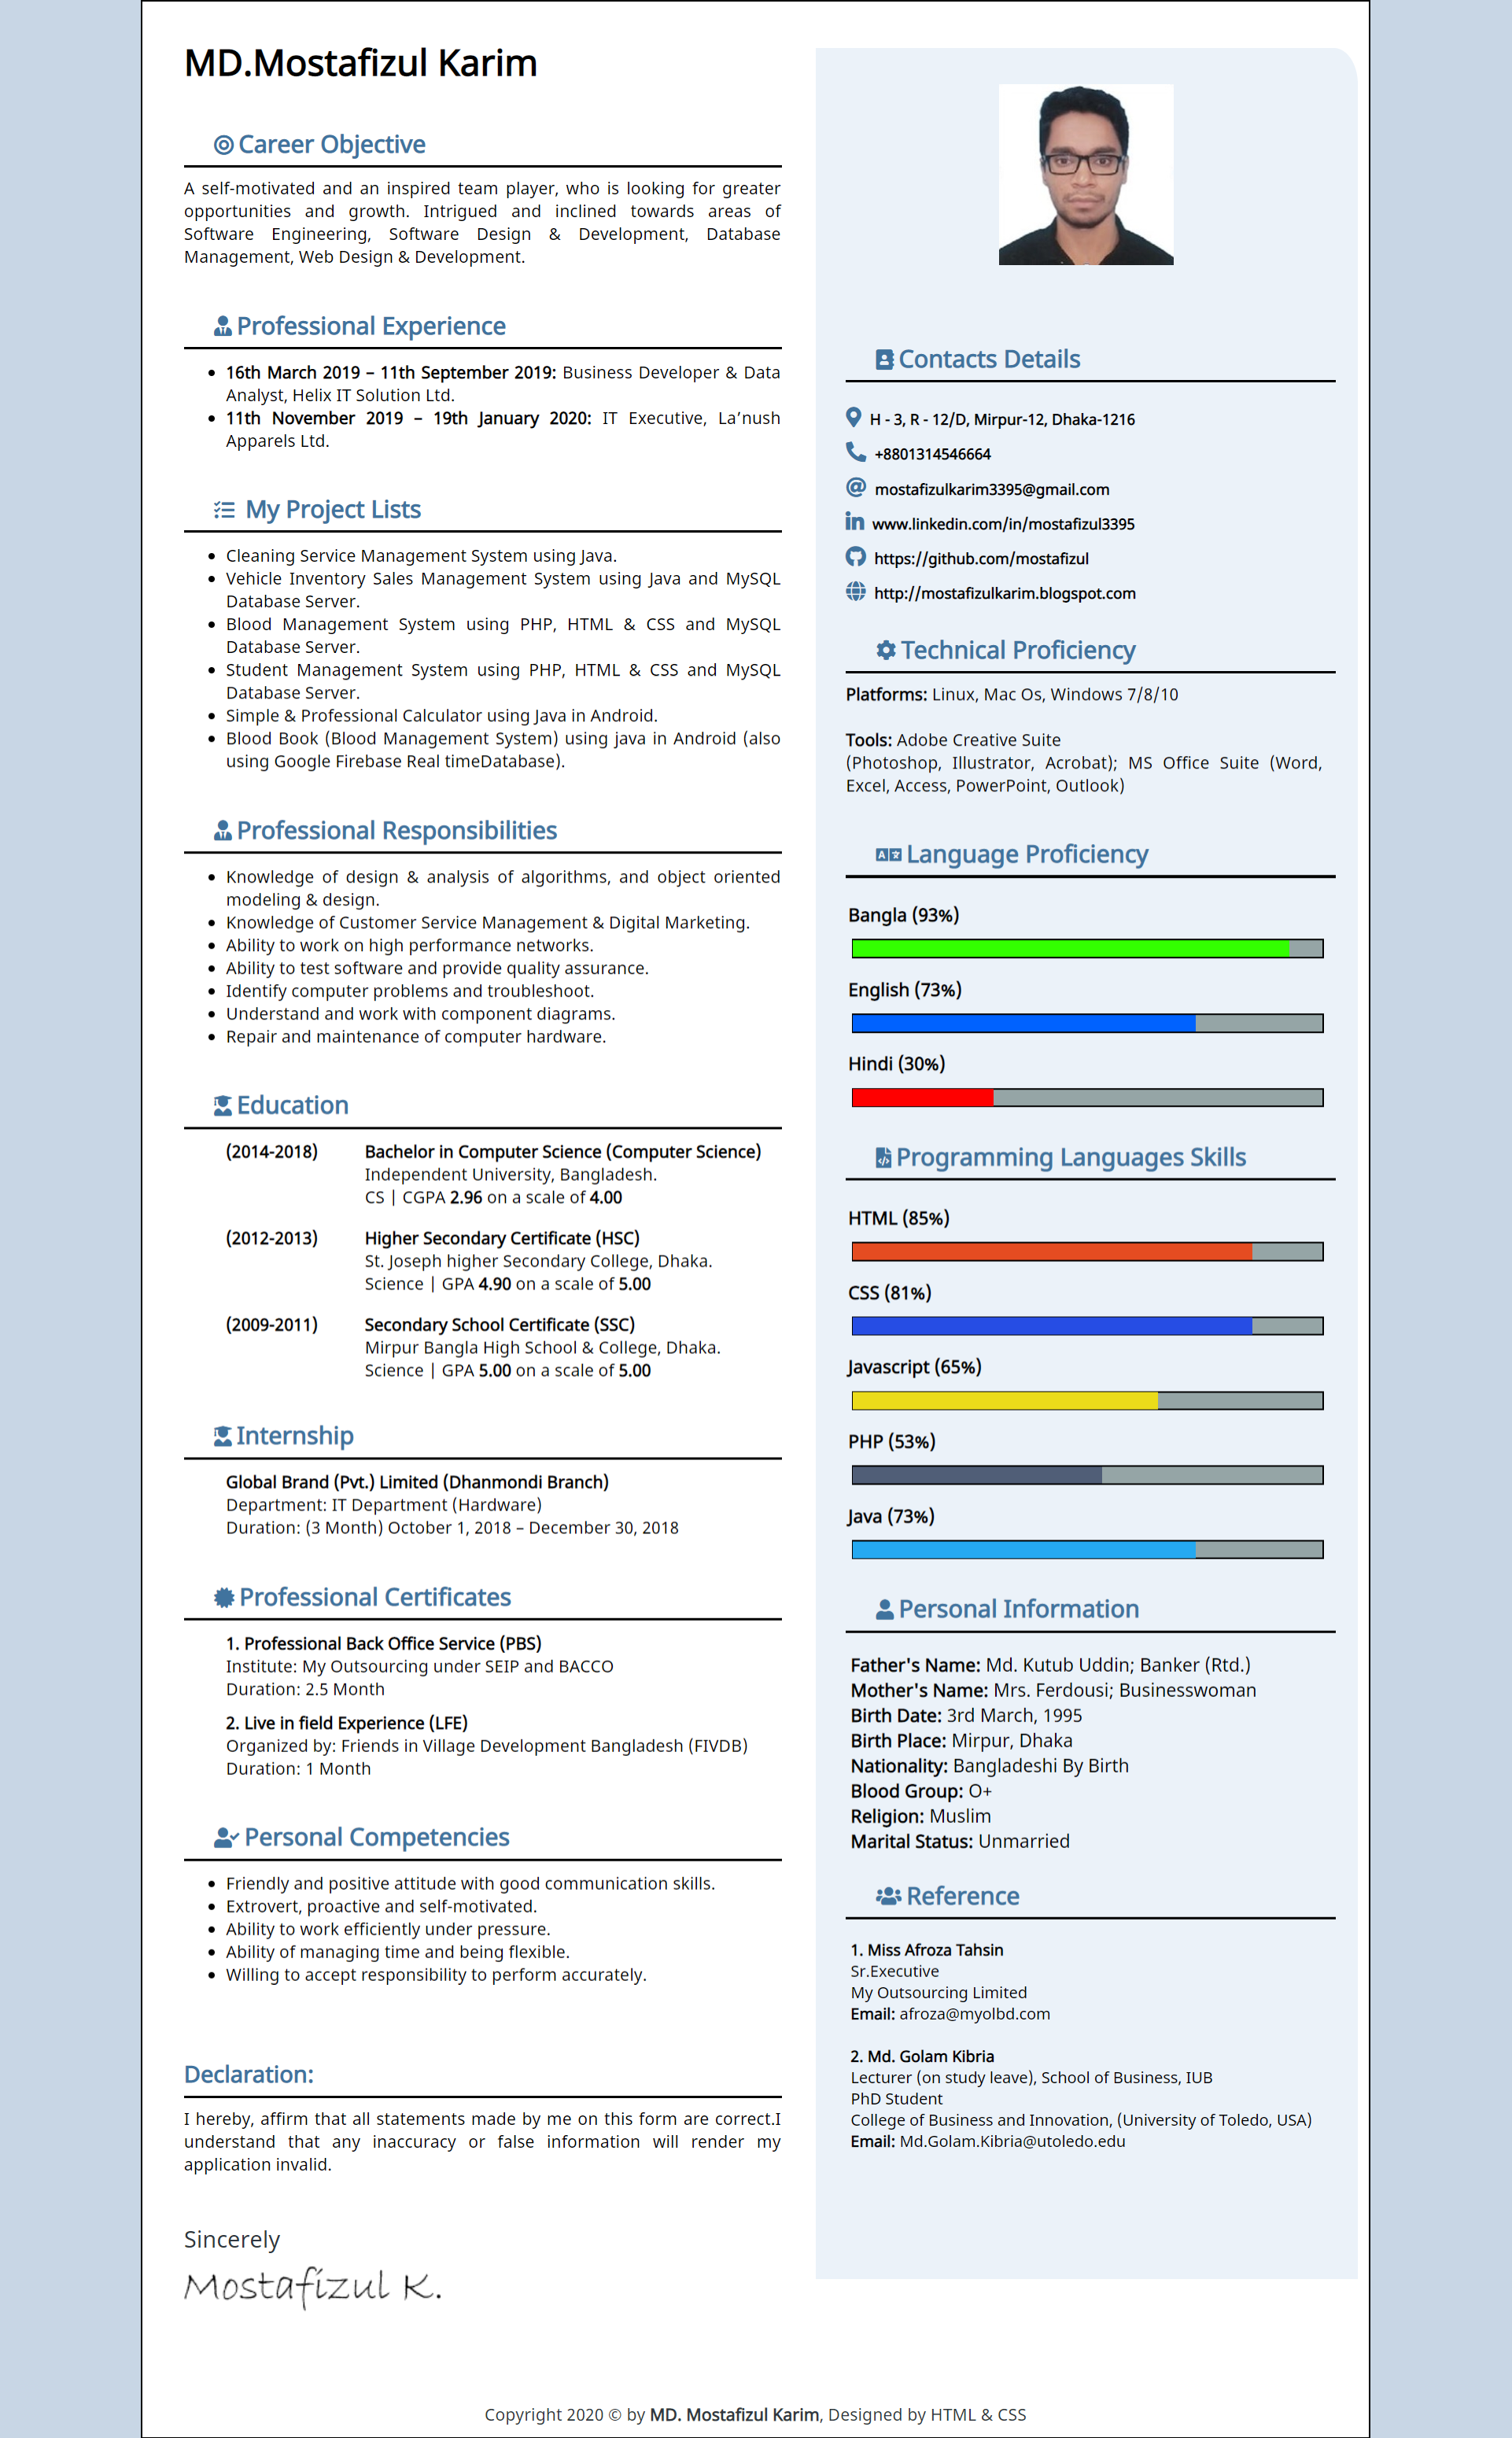 MD.Mostafizul Karim
Career Objective
A self-motivated and an inspired team player, who is looking for greater
opportunities and growth. Intrigued and inclined towards areas of
Software Engineering, Software Design & Development, Database
Management, Web Design & Development.
Professional Experience
16th March 2019 – 11th September 2019: Business Developer & Data
Analyst, Helix IT Solution Ltd.
11th November 2019 – 19th January 2020: IT Executive, La’nush
Apparels Ltd.
My Project Lists
Cleaning Service Management System using Java.
Vehicle Inventory Sales Management System using Java and MySQL
Database Server.
Blood Management System using PHP, HTML & CSS and MySQL
Database Server.
Student Management System using PHP, HTML & CSS and MySQL
Database Server.
Simple & Professional Calculator using Java in Android.
Blood Book (Blood Management System) using java in Android (also
using Google Firebase Real timeDatabase).
Professional Responsibilities
Knowledge of design & analysis of algorithms, and object oriented
modeling & design.
Knowledge of Customer Service Management & Digital Marketing.
Ability to work on high performance networks.
Ability to test software and provide quality assurance.
Identify computer problems and troubleshoot.
Understand and work with component diagrams.
Repair and maintenance of computer hardware.
Education
(2014-2018) Bachelor in Computer Science (Computer Science)
Independent University, Bangladesh.
CS | CGPA 2.96 on a scale of 4.00
(2012-2013) Higher Secondary Certificate (HSC)
St. Joseph higher Secondary College, Dhaka.
Science | GPA 4.90 on a scale of 5.00
(2009-2011) Secondary School Certificate (SSC)
Mirpur Bangla High School & College, Dhaka.
Science | GPA 5.00 on a scale of 5.00
Internship
Global Brand (Pvt.) Limited (Dhanmondi Branch)
Department: IT Department (Hardware)
Duration: (3 Month) October 1, 2018 – December 30, 2018
Professional Certificates
1. Professional Back Office Service (PBS)
Institute: My Outsourcing under SEIP and BACCO
Duration: 2.5 Month
2. Live in field Experience (LFE)
Organized by: Friends in Village Development Bangladesh (FIVDB)
Duration: 1 Month
Personal Competencies
Friendly and positive attitude with good communication skills.
Extrovert, proactive and self-motivated.
Ability to work efficiently under pressure.
Ability of managing time and being flexible.
Willing to accept responsibility to perform accurately.
Declaration:
I hereby, affirm that all statements made by me on this form are correct.I
understand that any inaccuracy or false information will render my
application invalid.
Sincerely
Mostafizul K.
Contacts Details
H - 3, R - 12/D, Mirpur-12, Dhaka-1216
+8801314546664
mostafizulkarim3395@gmail.com
www.linkedin.com/in/mostafizul3395
https://github.com/mostafizul
http://mostafizulkarim.blogspot.com
Technical Proficiency
Platforms: Linux, Mac Os, Windows 7/8/10
Tools: Adobe Creative Suite
(Photoshop, Illustrator, Acrobat); MS Office Suite (Word,
Excel, Access, PowerPoint, Outlook)
Language Proficiency
Bangla (93%)
English (73%)
Hindi (30%)
Programming Languages Skills
HTML (85%)
CSS (81%)
Javascript (65%)
PHP (53%)
Java (73%)
Personal Information
Father's Name: Md. Kutub Uddin; Banker (Rtd.)
Mother's Name: Mrs. Ferdousi; Businesswoman
Birth Date: 3rd March, 1995
Birth Place: Mirpur, Dhaka
Nationality: Bangladeshi By Birth
Blood Group: O+
Religion: Muslim
Marital Status: Unmarried
Reference
1. Miss Afroza Tahsin
Sr.Executive
My Outsourcing Limited
Email: afroza@myolbd.com
2. Md. Golam Kibria
Lecturer (on study leave), School of Business, IUB
PhD Student
College of Business and Innovation, (University of Toledo, USA)
Email: Md.Golam.Kibria@utoledo.edu
Copyright 2020 © by MD. Mostafizul Karim, Designed by HTML & CSS